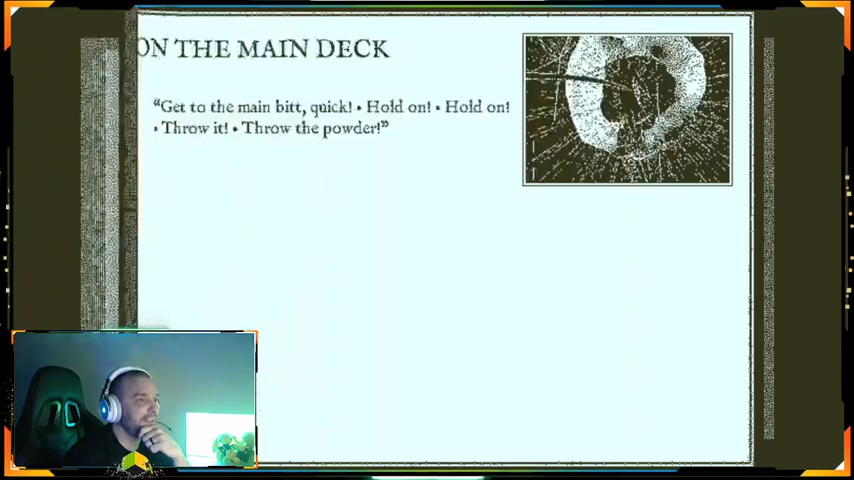 ON THE MAIN DECK
“Get to the main bitt, quick! • Hold on! • Hold on!
• Throw it! • Throw the powder!”